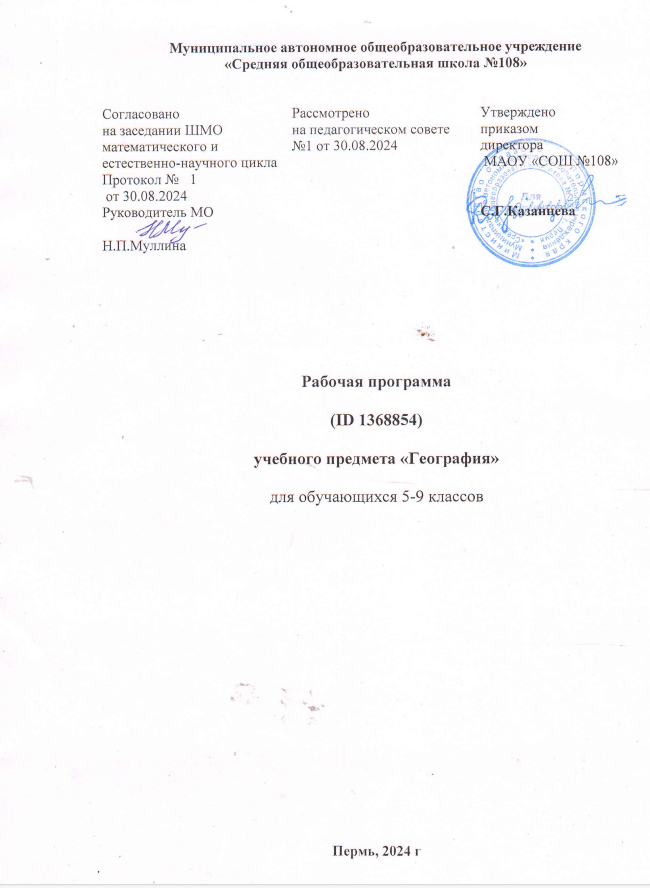 Муниципальное автономное общеобразовательное учреждение
«Средняя общеобразовательная школа №108»
Согласовано
на заседании ШМО
математического и
естественно-научного цикла
Протокол № 1
от 30.08.2024
Руководитель МО
Н.П.Муллина
Рассмотрено
на педагогическом совете
№1 от 30.08.2024
Утверждено
приказом
директора
МАОУ «СОШ №108»
С.Г.Казанцева
Рабочая программа
(ID 1368854)
учебного предмета «География»
для обучающихся 5-9 классов
Пермь, 2024 г